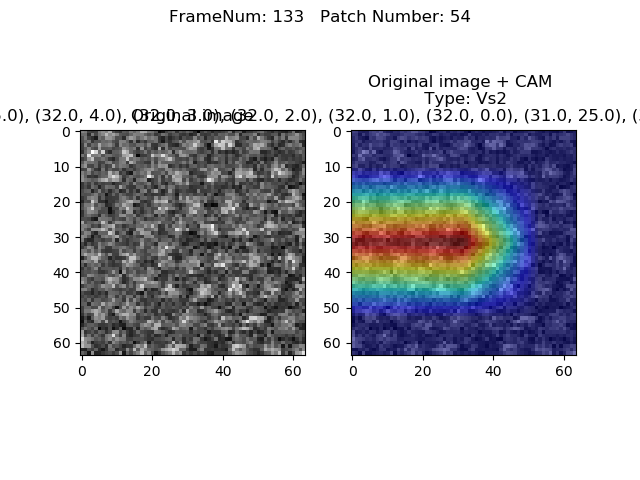 FrameNum: 133   Patch Number: 54
Original image + CAM
Type: Vs2
.0), (32.0, 4.0), (32.0, 3.0), (32.0, 2.0), (32.0, 1.0), (32.0, 0.0), (31.0, 25.0), (
Original image
0
10
20
30
40
50
60
0 20 40 60
0
10
20
30
40
50
60
0 20 40 60